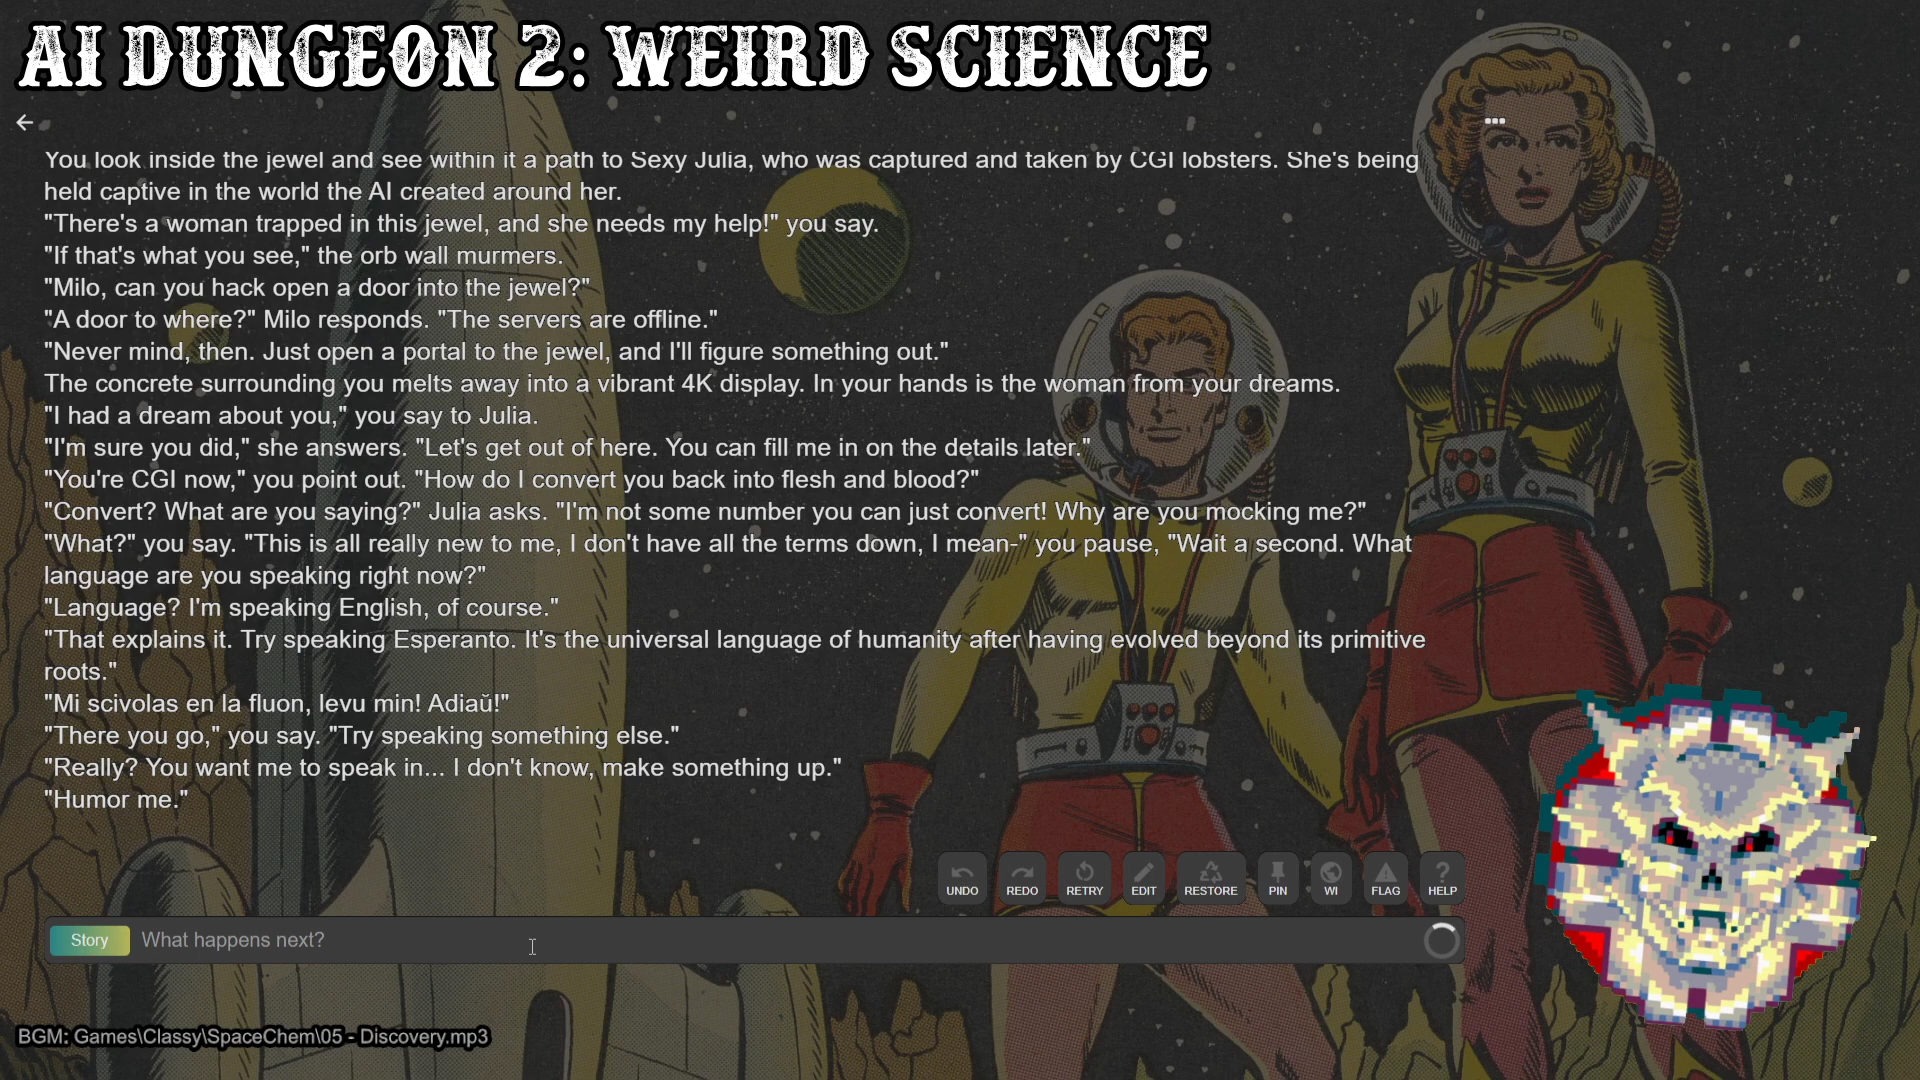 AI DUNGEON 2: WEIRD SCIENCE
You look inside the jewel and see within it a path to Sexy Julia, who was captured and taken by CGI lobsters. She's being
held captive in the world the AI created around her.
"There's a woman trapped in this jewel, and she needs my help!" you say.
"If that's what you see," the orb wall murmers.
"Milo, can you hack open a door into the jewel?"
"A door to where?" Milo responds. "The servers are offline."
"Never mind, then. Just open a portal to the jewel, and I'll figure something out."
The concrete surrounding you melts away into a vibrant 4K display. In your hands is the woman from your dreams.
"I had a dream about you," you say to Julia.
"I'm sure you did," she answers. "Let's get out of here. You can fill me in on the details later."
"You're CGI now," you point out. "How do I convert you back into flesh and blood?"
"Convert? What are you saying?" Julia asks. "I'm not some number you can just convert! Why are you mocking me?"
"What?" you say. "This is all really new to me, I don't have all the terms down, I mean-" you pause, "Wait a second. What
language are you speaking right now?"
"Language? I'm speaking English, of course."
"That explains it. Try speaking Esperanto. It's the universal language of humanity after having evolved beyond its primitive
roots."
"Mi scivolas en la fluon, levu min! Adiaŭ!"
"There you go," you say. "Try speaking something else."
"Really? You want me to speak in... I don't know, make something up."
"Humor me."
UNDO REDO RETRY EDIT RESTORE PIN WI FLAG HELP
Story What happens next?
BGM: Games\Classy\SpaceChem\05 - Discovery.mp3